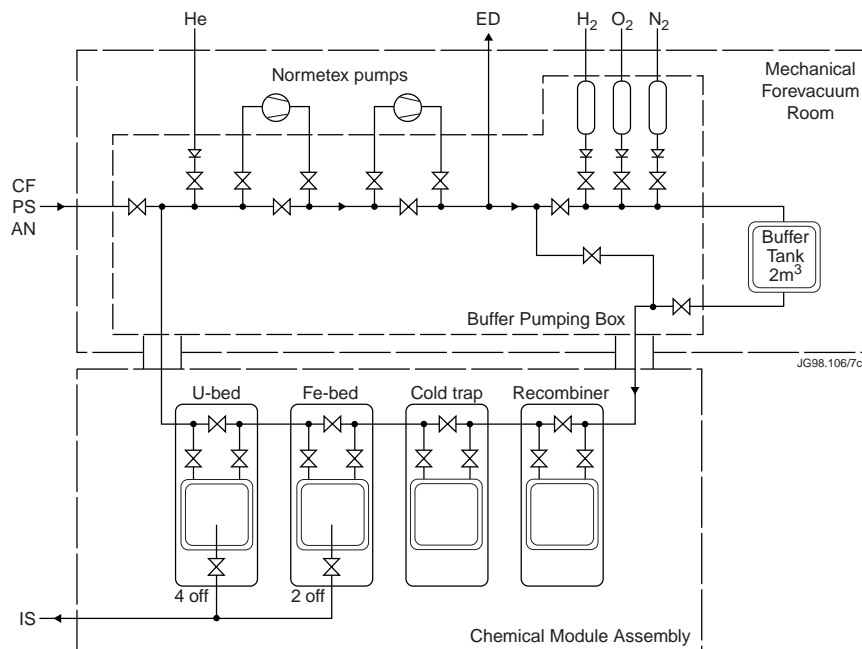 He
ED
H2
O2
N2
Normetex pumps
Mechanical
Forevacuum
Room
CF
PS
AN
Buffer
Tank
2m³
Buffer Pumping Box
JG98.106/7c
U-bed
Fe-bed
Cold trap
Recombiner
4 off
2 off
IS
Chemical Module Assembly